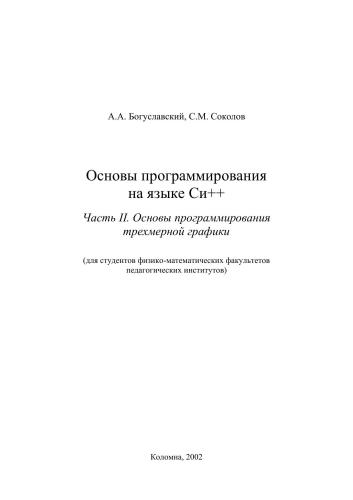 А.А. Богуславский, С.М. Соколов
Основы программирования
на языке Си++
Часть II. Основы программирования
трехмерной графики
(для студентов физико-математических факультетов
педагогических институтов)
Коломна, 2002